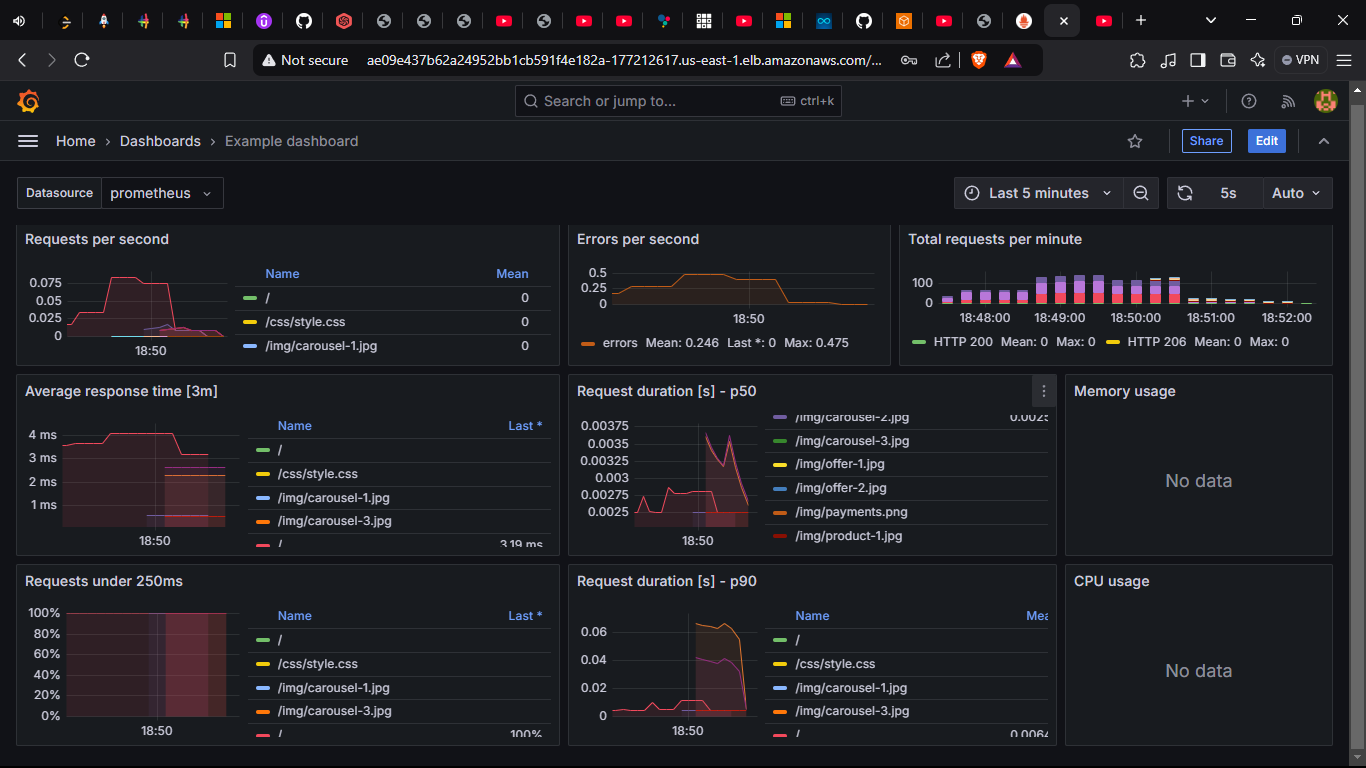 Not secure ae09e437b62a24952bb1cb591f4e182a-177212617.us-east-1.elb.amazonaws.com/... VPN
Search or jump to... ctrl+k
Home › Dashboards › Example dashboard Share Edit
Datasource prometheus Last 5 minutes 5s Auto
Requests per second
Name Mean
0.075
0.05
0.025
0
18:50
/ 0
/css/style.css 0
/img/carousel-1.jpg 0
Errors per second
0.5
0.25
0
18:50
errors Mean: 0.246 Last *: 0 Max: 0.475
Total requests per minute
100
0
18:48:00 18:49:00 18:50:00 18:51:00 18:52:00
HTTP 200 Mean: 0 Max: 0 HTTP 206 Mean: 0 Max: 0
Average response time [3m]
4 ms
3 ms
2 ms
1 ms
18:50
Name Last *
/
/css/style.css
/img/carousel-1.jpg
/img/carousel-3.jpg
/ 3.19 ms
Request duration [s] - p50
0.00375
0.0035
0.00325
0.003
0.00275
0.0025
18:50
/img/carousel-2.jpg 0.0025
/img/carousel-3.jpg
/img/offer-1.jpg
/img/offer-2.jpg
/img/payments.png
/img/product-1.jpg
Memory usage
No data
Requests under 250ms
100%
80%
60%
40%
20%
0%
18:50
Name Last *
/
/css/style.css
/img/carousel-1.jpg
/img/carousel-3.jpg
/ 100%
Request duration [s] - p90
0.06
0.04
0.02
0
18:50
Name Mea
/
/css/style.css
/img/carousel-1.jpg
/img/carousel-3.jpg
/ 0.0064
CPU usage
No data